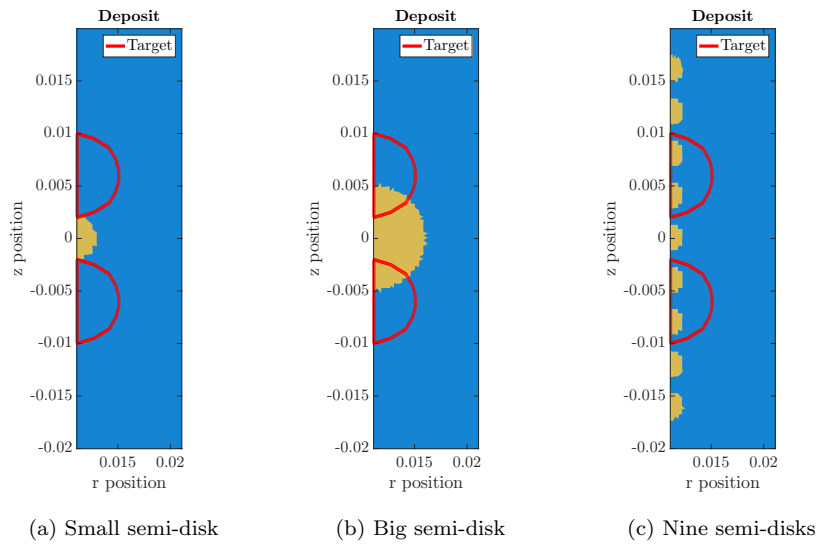 Deposit
Target
0.015
0.01
0.005
0
-0.005
-0.01
-0.015
-0.02
0.015 0.02
z position
r position
(a) Small semi-disk
Deposit
Target
0.015
0.01
0.005
0
-0.005
-0.01
-0.015
-0.02
0.015 0.02
z position
r position
(b) Big semi-disk
Deposit
Target
0.015
0.01
0.005
0
-0.005
-0.01
-0.015
-0.02
0.015 0.02
z position
r position
(c) Nine semi-disks